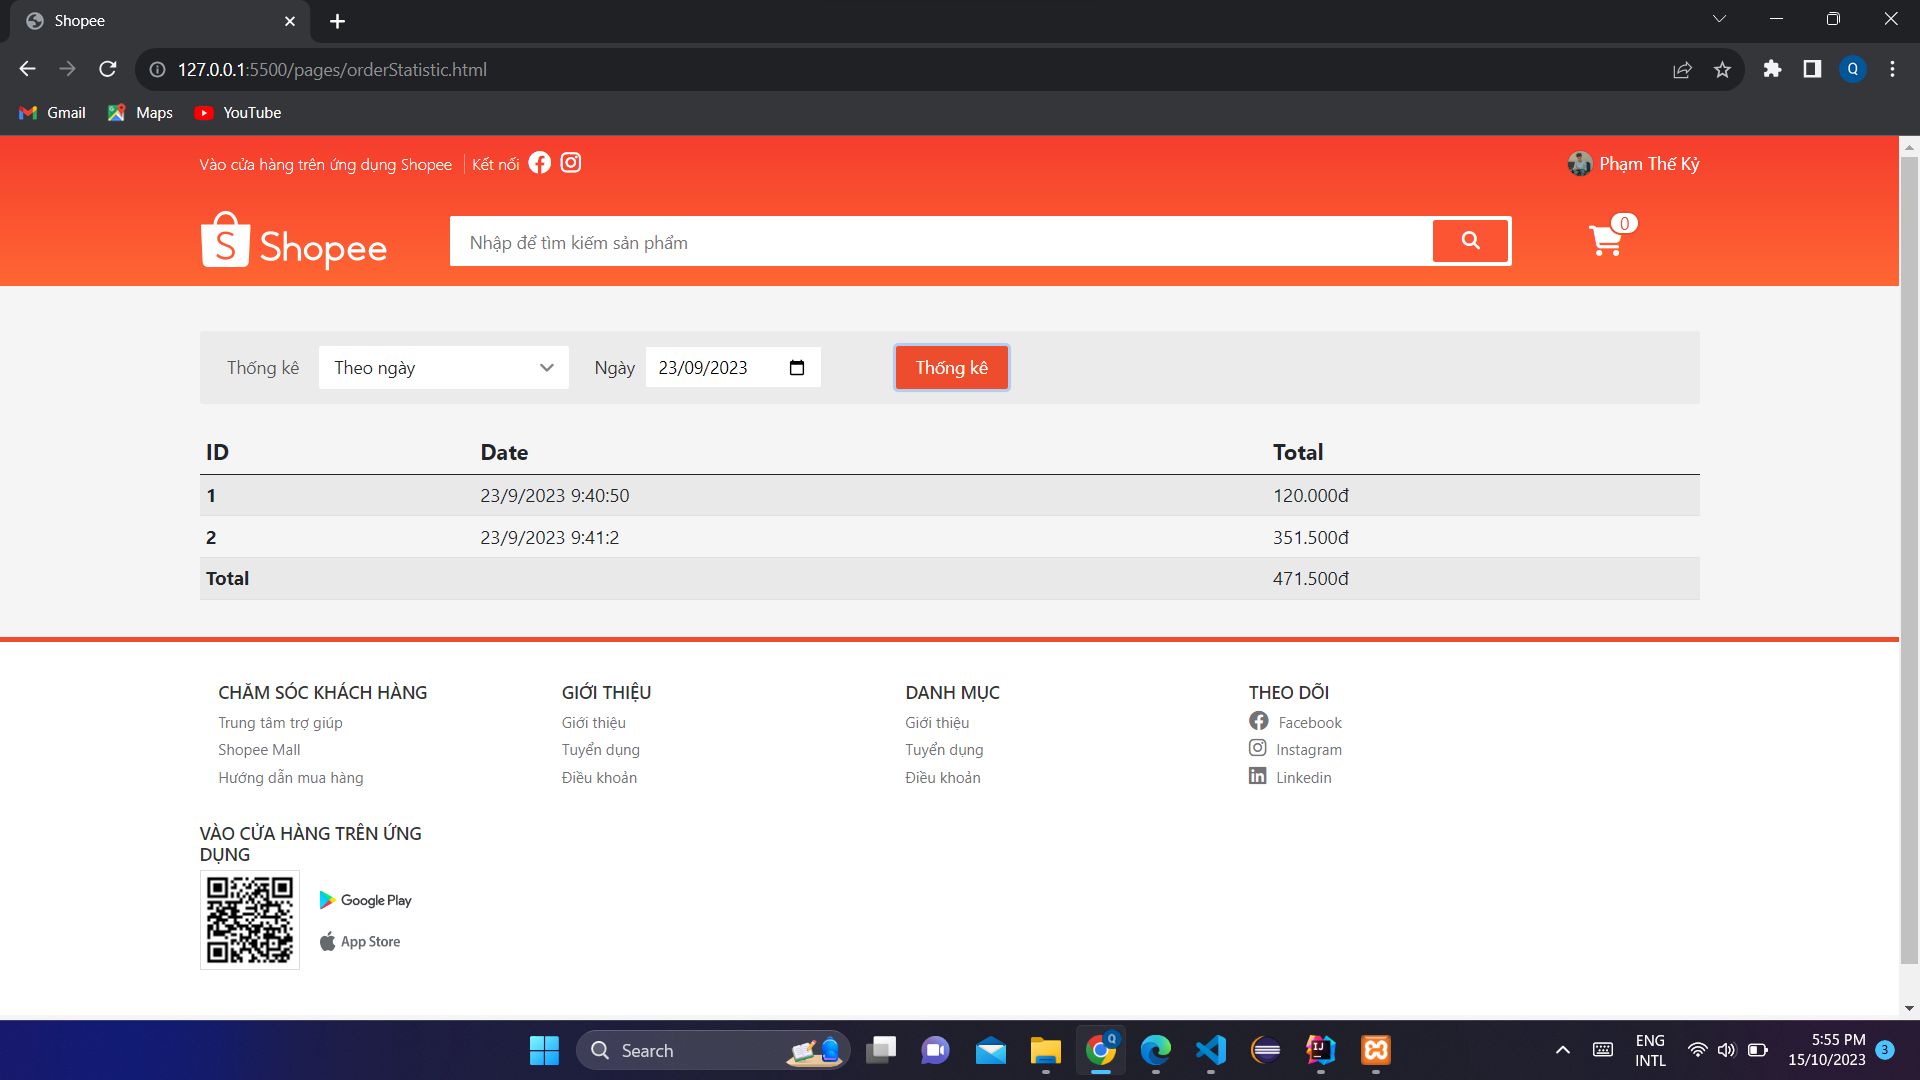 Shopee
127.0.0.1:5500/pages/orderStatistic.html
Q
Gmail
Maps
YouTube
Vào cửa hàng trên ứng dụng Shopee
Kết nối
Phạm Thế Kỷ
S Shopee
Nhập để tìm kiếm sản phẩm
0
Thống kê
Theo ngày
Ngày
23/09/2023
Thống kê
ID Date Total
1 23/9/2023 9:40:50 120.000đ
2 23/9/2023 9:41:2 351.500đ
Total 471.500đ
CHĂM SÓC KHÁCH HÀNG
Trung tâm trợ giúp
Shopee Mall
Hướng dẫn mua hàng
GIỚI THIỆU
Giới thiệu
Tuyển dụng
Điều khoản
DANH MỤC
Giới thiệu
Tuyển dụng
Điều khoản
THEO DÕI
Facebook
Instagram
Linkedin
VÀO CỬA HÀNG TRÊN ỨNG
DỤNG
Google Play
App Store
Search
Q
IJ
ENG
INTL
5:55 PM
15/10/2023
3